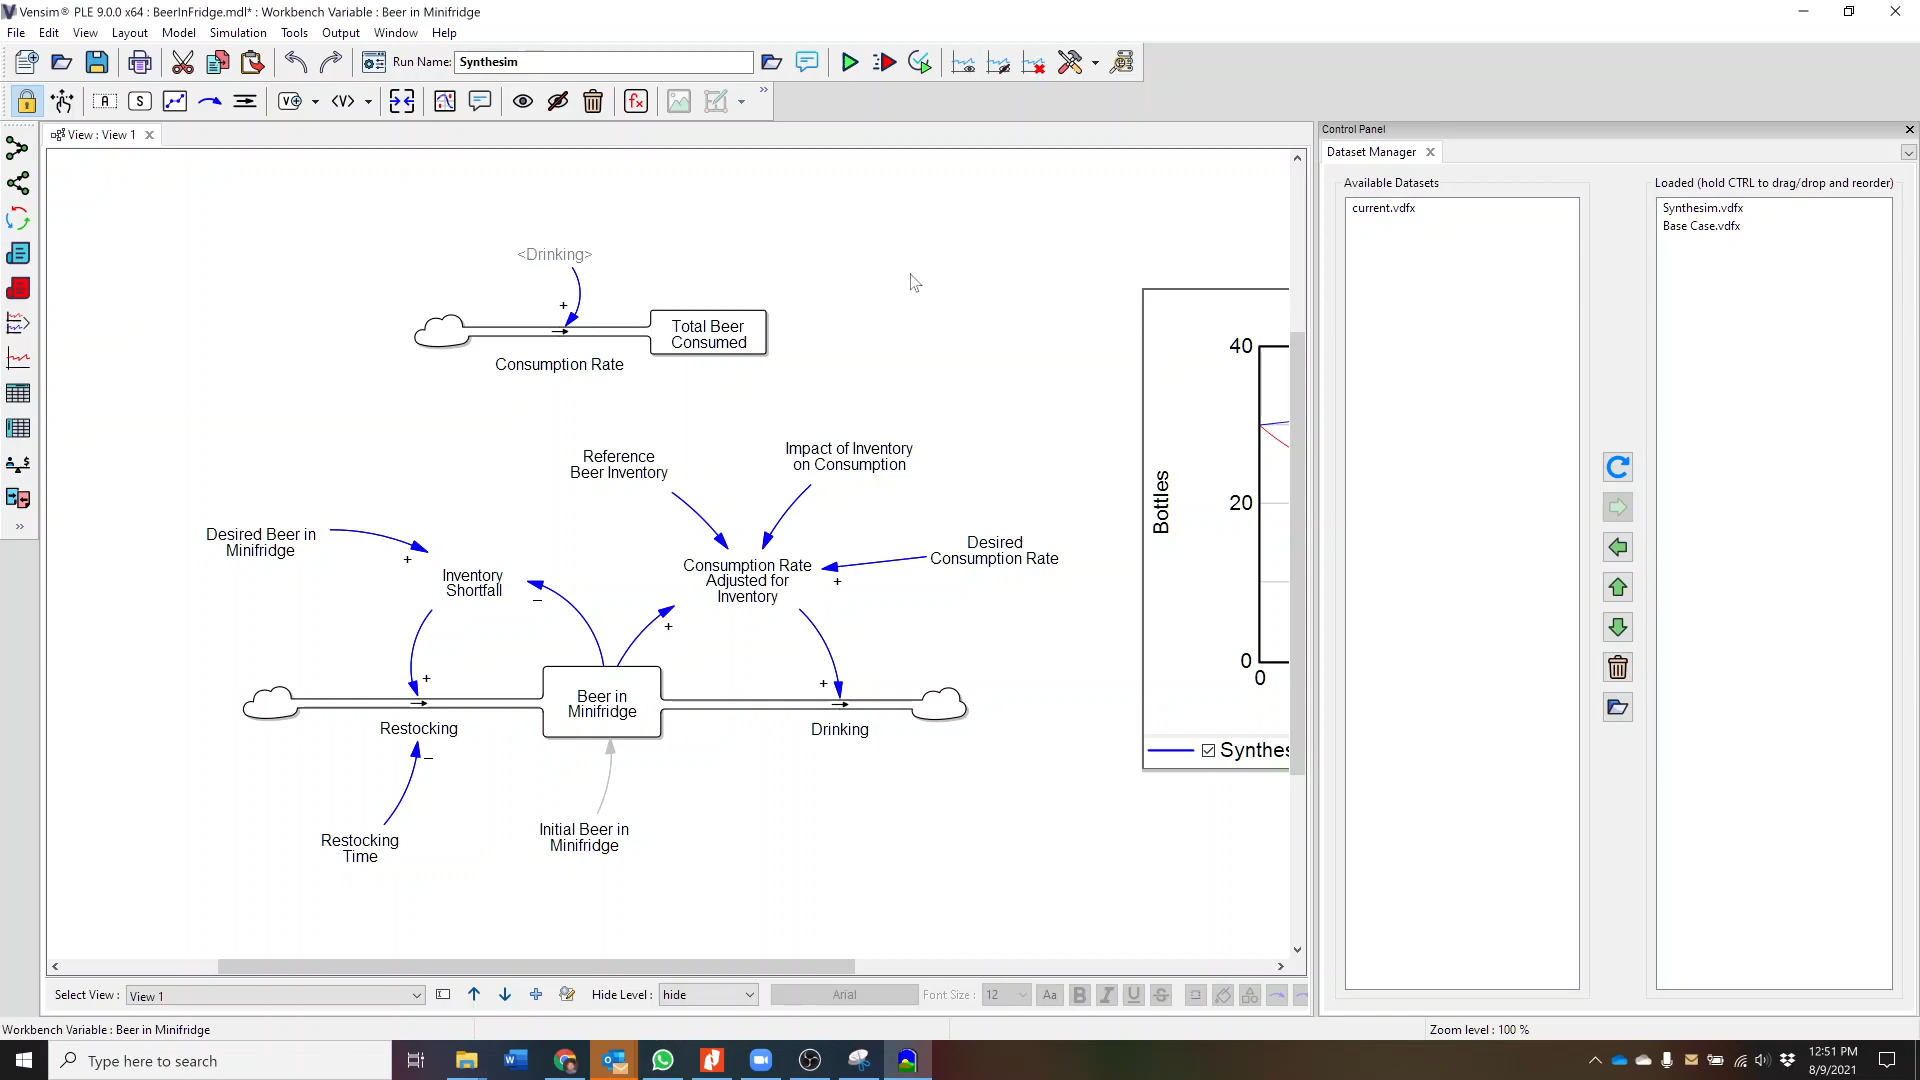 Vensim® PLE 9.0.0 x64 : BeerInFridge.mdl* : Workbench Variable : Beer in Minifridge
File Edit View Layout Model Simulation Tools Output Window Help
Run Name: Synthesim
View : View 1
Control Panel
Dataset Manager
Available Datasets
Loaded (hold CTRL to drag/drop and reorder)
current.vdfx
Synthesim.vdfx
Base Case.vdfx
<Drinking>
+
Total Beer
Consumed
Consumption Rate
40
Reference
Beer Inventory
Impact of Inventory
on Consumption
Bottles
20
Desired Beer in
Minifridge
+
Desired
Consumption Rate
+
Consumption Rate
Adjusted for
Inventory
Inventory
Shortfall
–
+
0
0
+
+
Beer in
Minifridge
Restocking
Drinking
–
Synthes
Restocking
Time
Initial Beer in
Minifridge
Select View : View 1 Hide Level : hide Arial Font Size : 12 Aa B I U S
Workbench Variable : Beer in Minifridge
Zoom level : 100 %
Type here to search
12:51 PM
8/9/2021